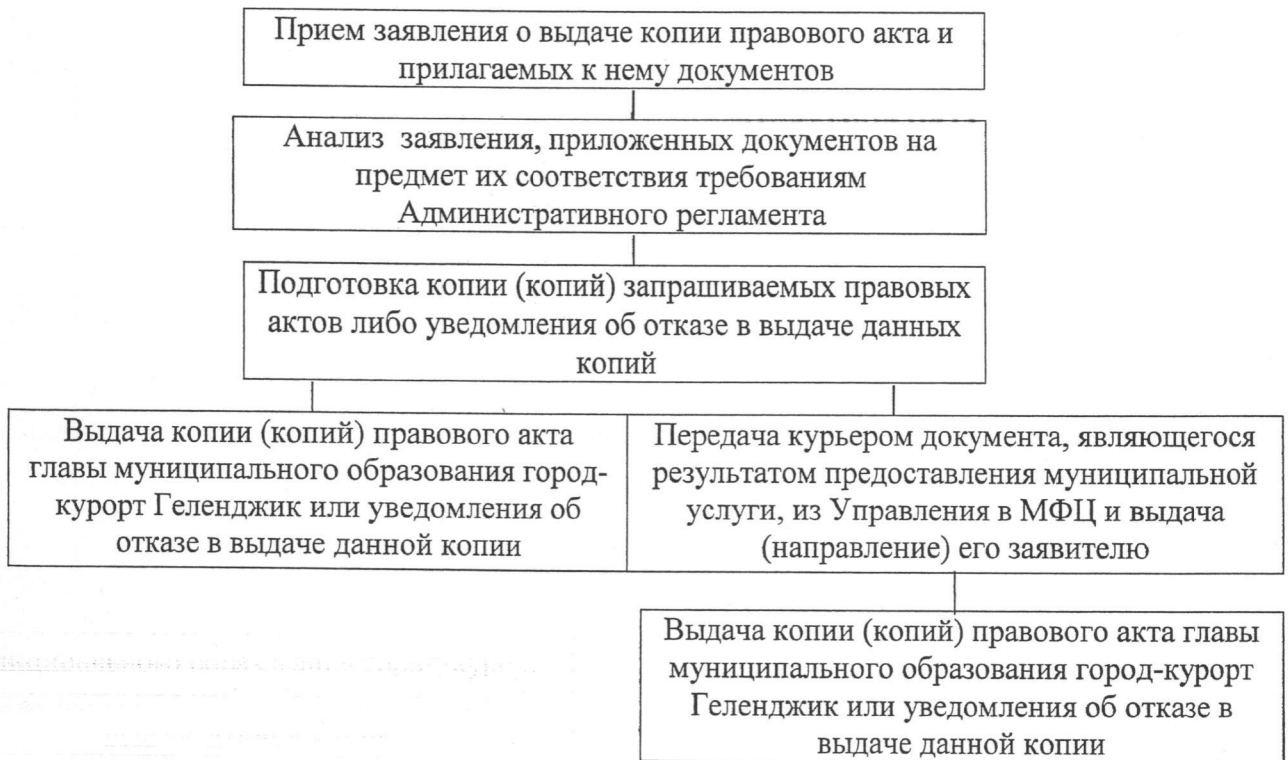 Прием заявления о выдаче копии правового акта и
прилагаемых к нему документов
Анализ заявления, приложенных документов на
предмет их соответствия требованиям
Административного регламента
Подготовка копии (копий) запрашиваемых правовых
актов либо уведомления об отказе в выдаче данных
копий
Выдача копии (копий) правового акта
главы муниципального образования город-
курорт Геленджик или уведомления об
отказе в выдаче данной копии
Передача курьером документа, являющегося
результатом предоставления муниципальной
услуги, из Управления в МФЦ и выдача
(направление) его заявителю
Выдача копии (копий) правового акта главы
муниципального образования город-курорт
Геленджик или уведомления об отказе в
выдаче данной копии